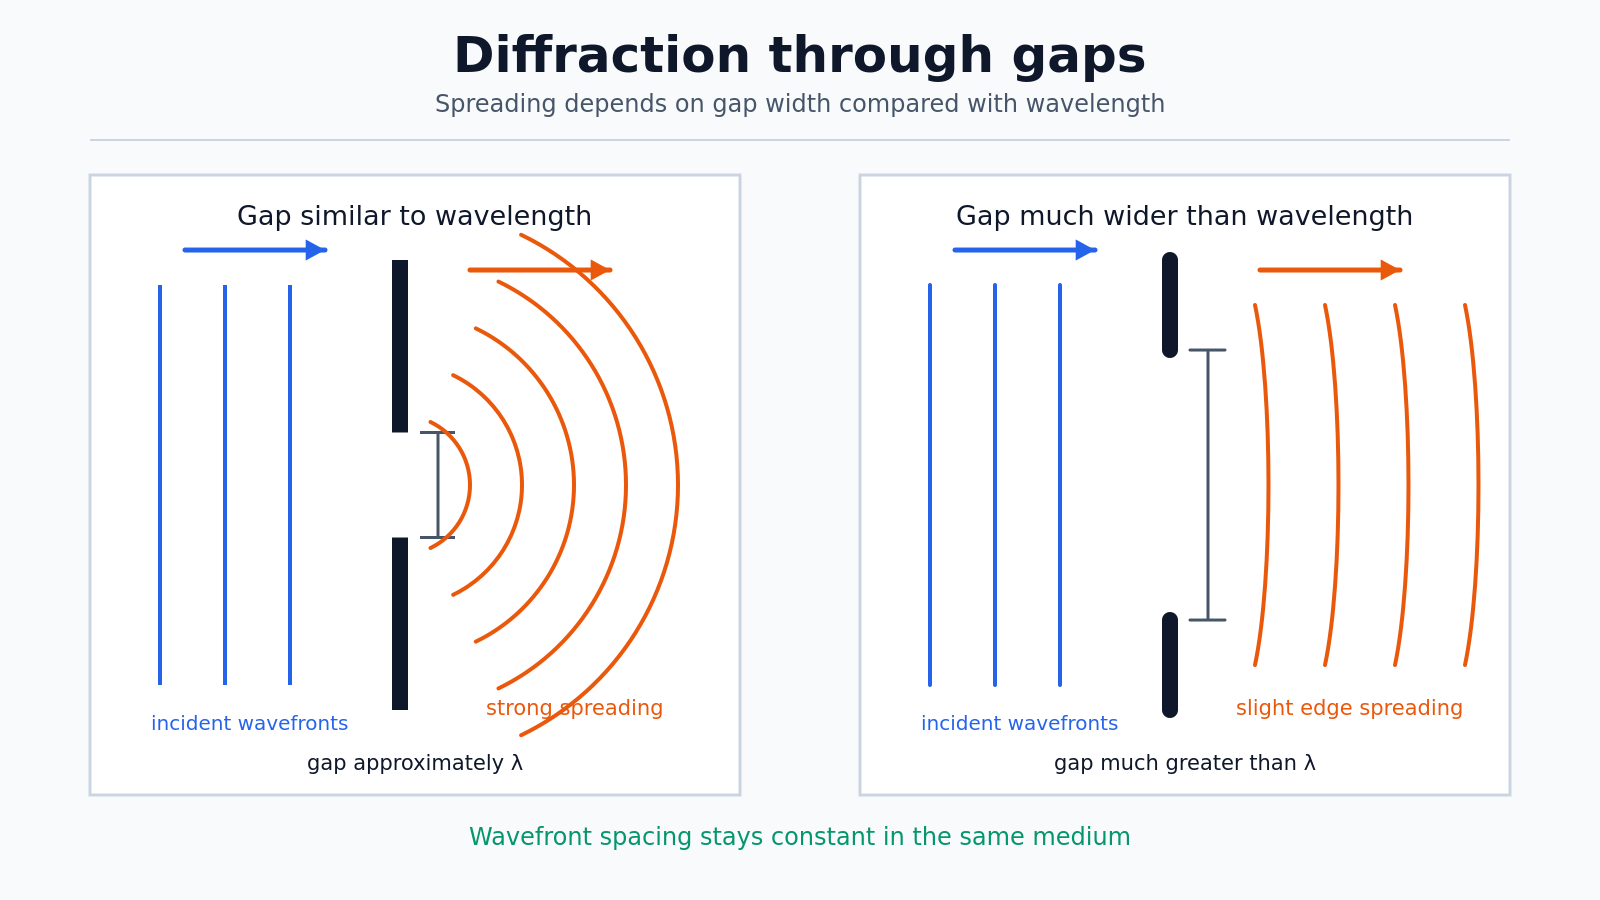 Diffraction through gaps
Spreading depends on gap width compared with wavelength
Gap similar to wavelength
incident wavefronts
strong spreading
gap approximately λ
Gap much wider than wavelength
incident wavefronts
slight edge spreading
gap much greater than λ
Wavefront spacing stays constant in the same medium